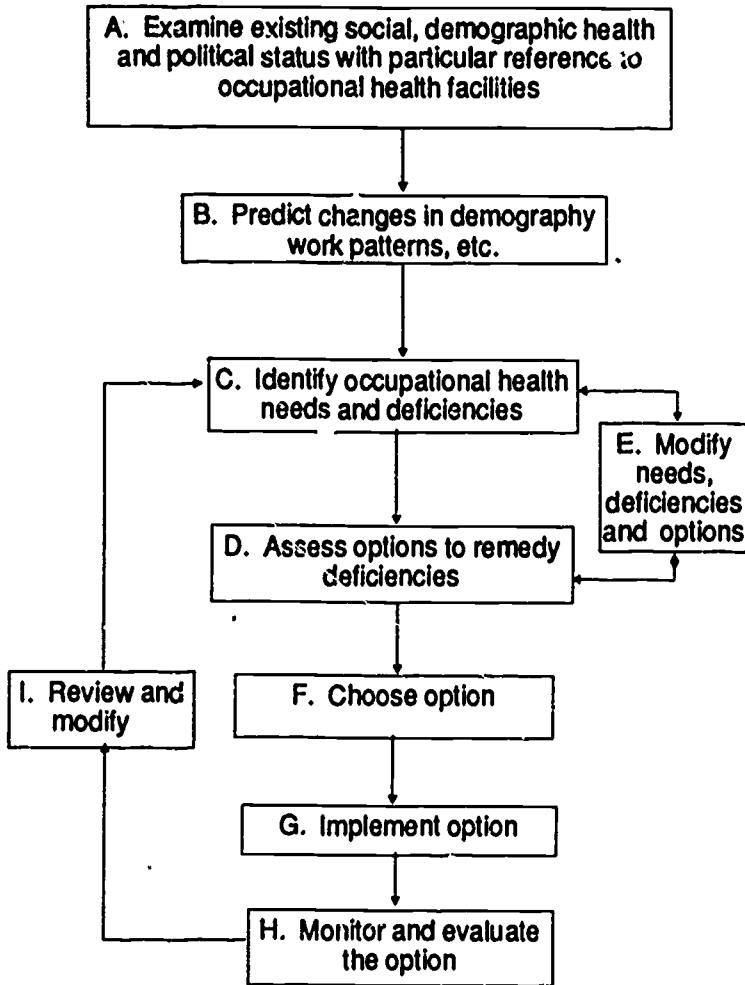 A. Examine existing social, demographic health
and political status with particular reference to
occupational health facilities
B. Predict changes in demography
work patterns, etc.
C. Identify occupational health
needs and deficiencies
E. Modify
needs,
deficiencies
and options
D. Assess options to remedy
deficiencies
I. Review and
modify
F. Choose option
G. Implement option
H. Monitor and evaluate
the option